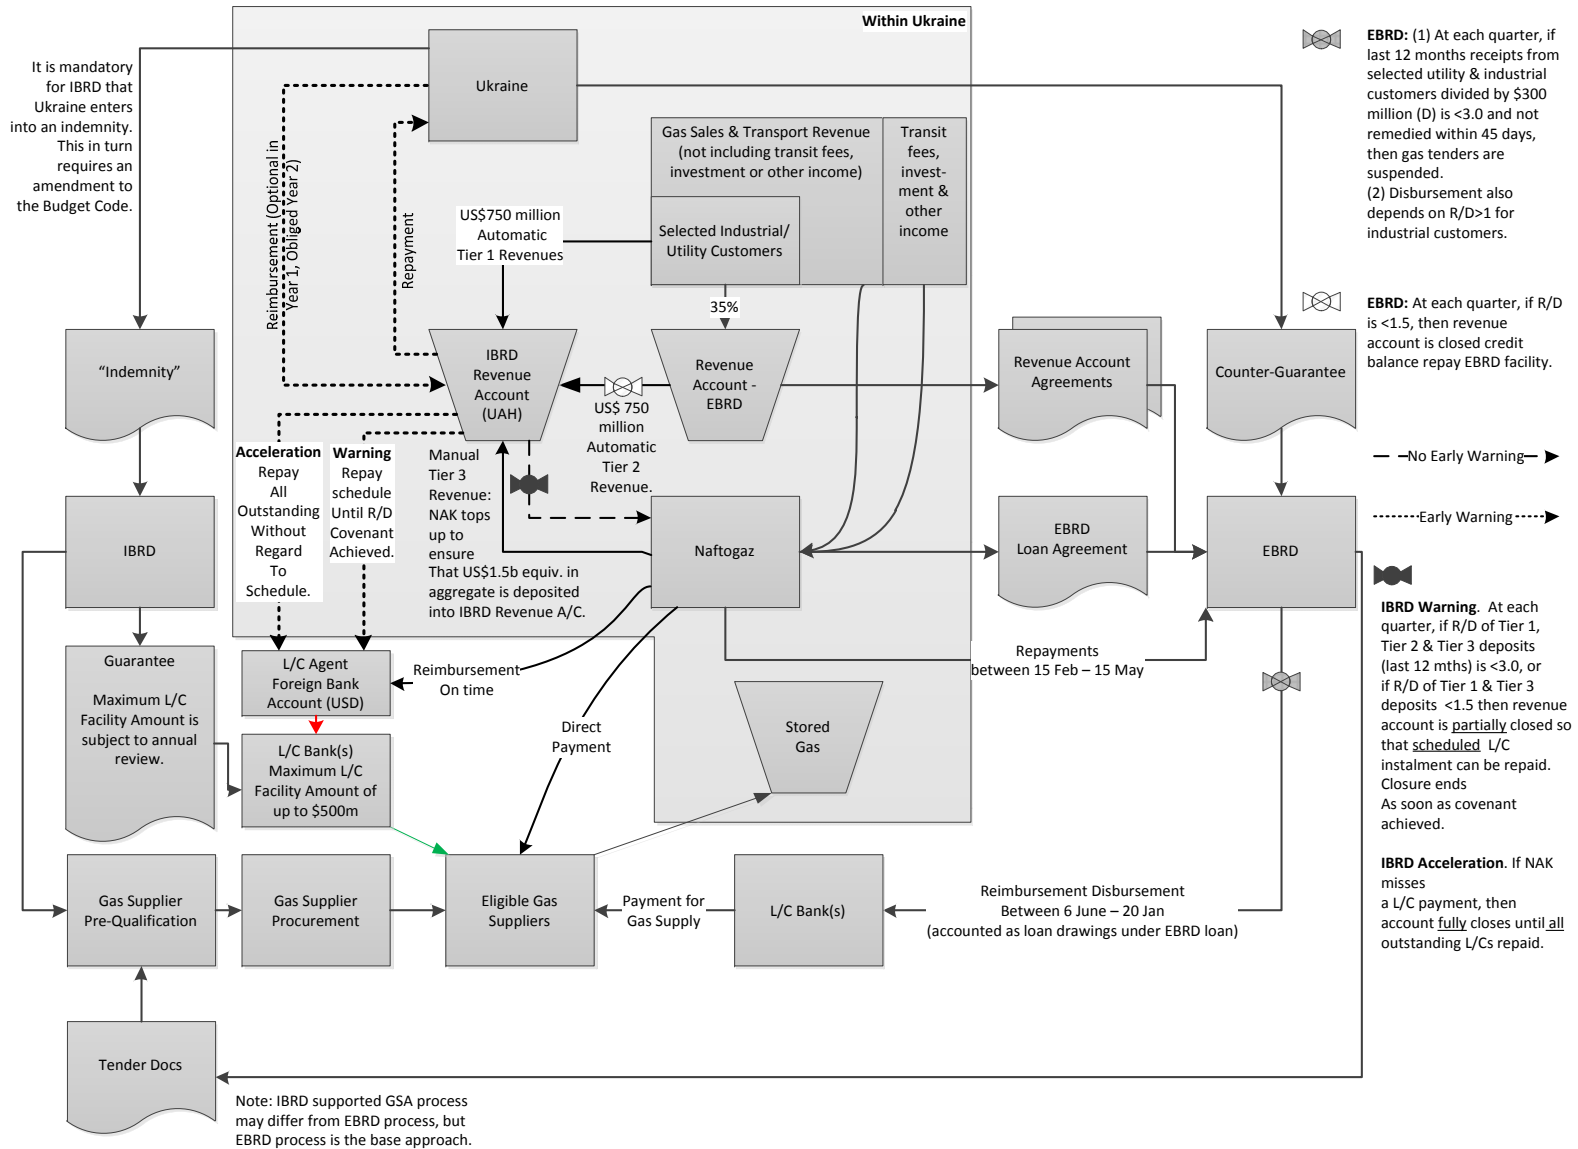 Within Ukraine
It is mandatory
for IBRD that
Ukraine enters
into an indemnity.
This in turn
requires an
amendment to
the Budget Code.
Ukraine
Reimbursement (Optional in
Year 1, Obliged Year 2)
Repayment
US$750 million
Automatic
Tier 1 Revenues
Gas Sales & Transport Revenue
(not including transit fees,
investment or other income)
Transit
fees,
invest-
ment &
other
income
Selected Industrial/
Utility Customers
35%
EBRD: (1) At each quarter, if
last 12 months receipts from
selected utility & industrial
customers divided by $300
million (D) is <3.0 and not
remedied within 45 days,
then gas tenders are
suspended.
(2) Disbursement also
depends on R/D>1 for
industrial customers.
EBRD: At each quarter, if R/D
is <1.5, then revenue
account is closed credit
balance repay EBRD facility.
“Indemnity”
IBRD
Revenue
Account
(UAH)
Revenue
Account -
EBRD
Revenue Account
Agreements
Counter-Guarantee
US$ 750
million
Automatic
Tier 2
Revenue.
Acceleration
Repay
All
Outstanding
Without
Regard
To
Schedule.
Warning
Repay
schedule
Until R/D
Covenant
Achieved.
Manual
Tier 3
Revenue:
NAK tops
up to
ensure
That US$1.5b equiv. in
aggregate is deposited
into IBRD Revenue A/C.
No Early Warning
Early Warning
IBRD
Naftogaz
EBRD
Loan Agreement
EBRD
IBRD Warning. At each
quarter, if R/D of Tier 1,
Tier 2 & Tier 3 deposits
(last 12 mths) is <3.0, or
if R/D of Tier 1 & Tier 3
deposits <1.5 then revenue
account is partially closed so
that scheduled L/C
instalment can be repaid.
Closure ends
As soon as covenant
achieved.
IBRD Acceleration. If NAK
misses
a L/C payment, then
account fully closes until all
outstanding L/Cs repaid.
Guarantee
Maximum L/C
Facility Amount is
subject to annual
review.
L/C Agent
Foreign Bank
Account (USD)
Reimbursement
On time
Repayments
between 15 Feb – 15 May
L/C Bank(s)
Maximum L/C
Facility Amount of
up to $500m
Direct
Payment
Stored
Gas
Gas Supplier
Pre-Qualification
Gas Supplier
Procurement
Eligible Gas
Suppliers
Payment for
Gas Supply
L/C Bank(s)
Reimbursement Disbursement
Between 6 June – 20 Jan
(accounted as loan drawings under EBRD loan)
Tender Docs
Note: IBRD supported GSA process
may differ from EBRD process, but
EBRD process is the base approach.